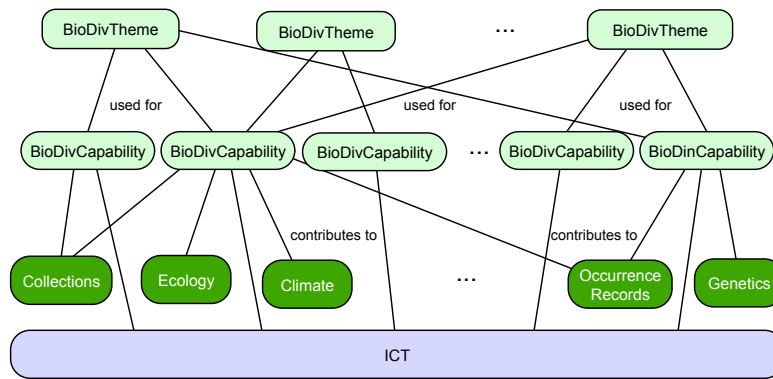 BioDivTheme
BioDivTheme
...
BioDivTheme
used for
used for
used for
BioDivCapability
BioDivCapability
BioDivCapability
...
BioDivCapability
BioDinCapability
contributes to
contributes to
Collections
Ecology
Climate
...
Occurrence
Records
Genetics
ICT